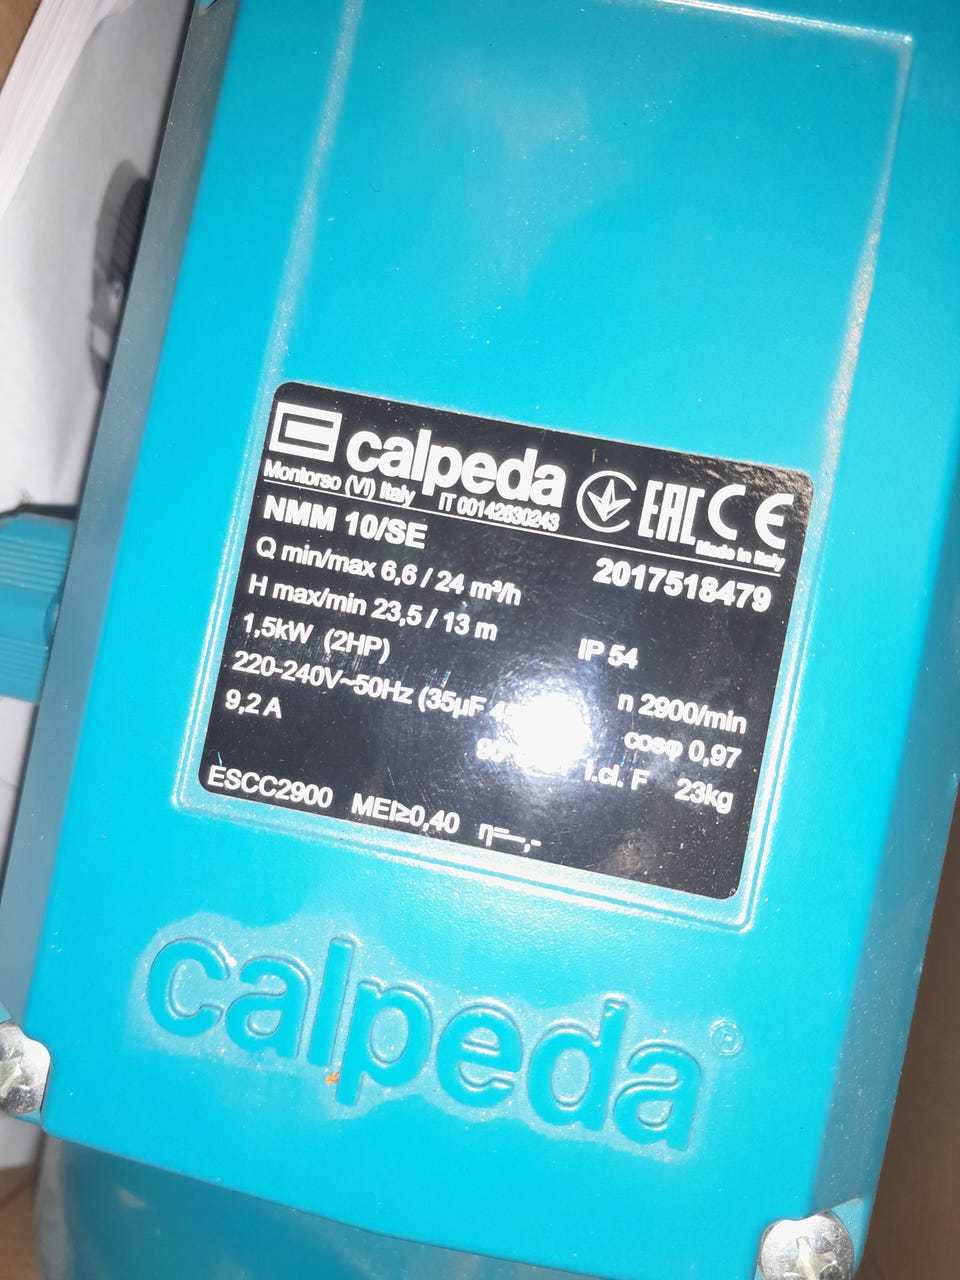 calpeda
EAC CE
Montorso (VI) Italy IT 00142630243
Made in Italy
NMM 10/SE
2017518479
Q min/max 6,6 / 24 m³/h
H max/min 23,5 / 13 m
IP 54
1,5kW (2HP)
n 2900/min
220-240V~50Hz (35µF
cosφ 0,97
9,2 A
I.cl. F 23kg
ESCC2900 MEI≥0,40 η=—,-
calpeda